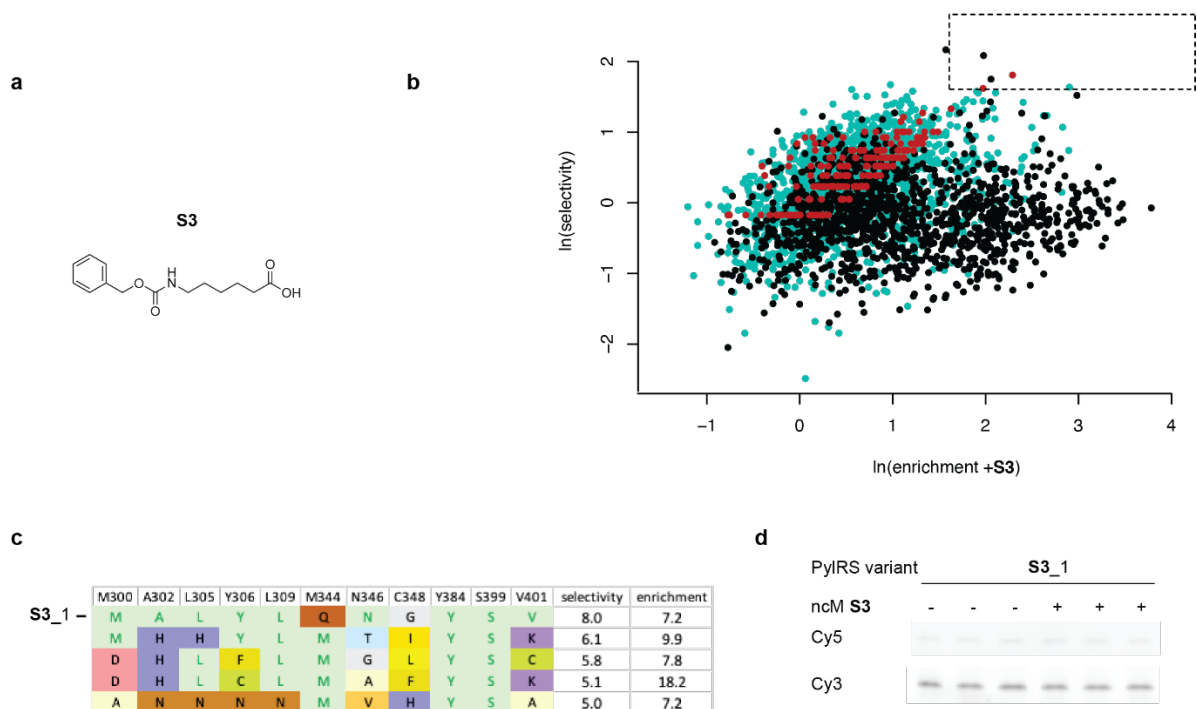 a
S3
O
N
H
O
O
OH
b
ln(selectivity)
2
1
0
−1
−2
−1 0 1 2 3 4
ln(enrichment +S3)
c
M300 A302 L305 Y306 L309 M344 N346 C348 Y384 S399 V401 selectivity enrichment
S3_1 – M A L Y L Q N G Y S V 8.0 7.2
M H H Y L M T I Y S K 6.1 9.9
D H L F L M G L Y S C 5.8 7.8
D H L C L M A F Y S K 5.1 18.2
A N N N N M V H Y S A 5.0 7.2
d
PylRS variant S3_1
ncM S3 - - - + + +
Cy5
Cy3